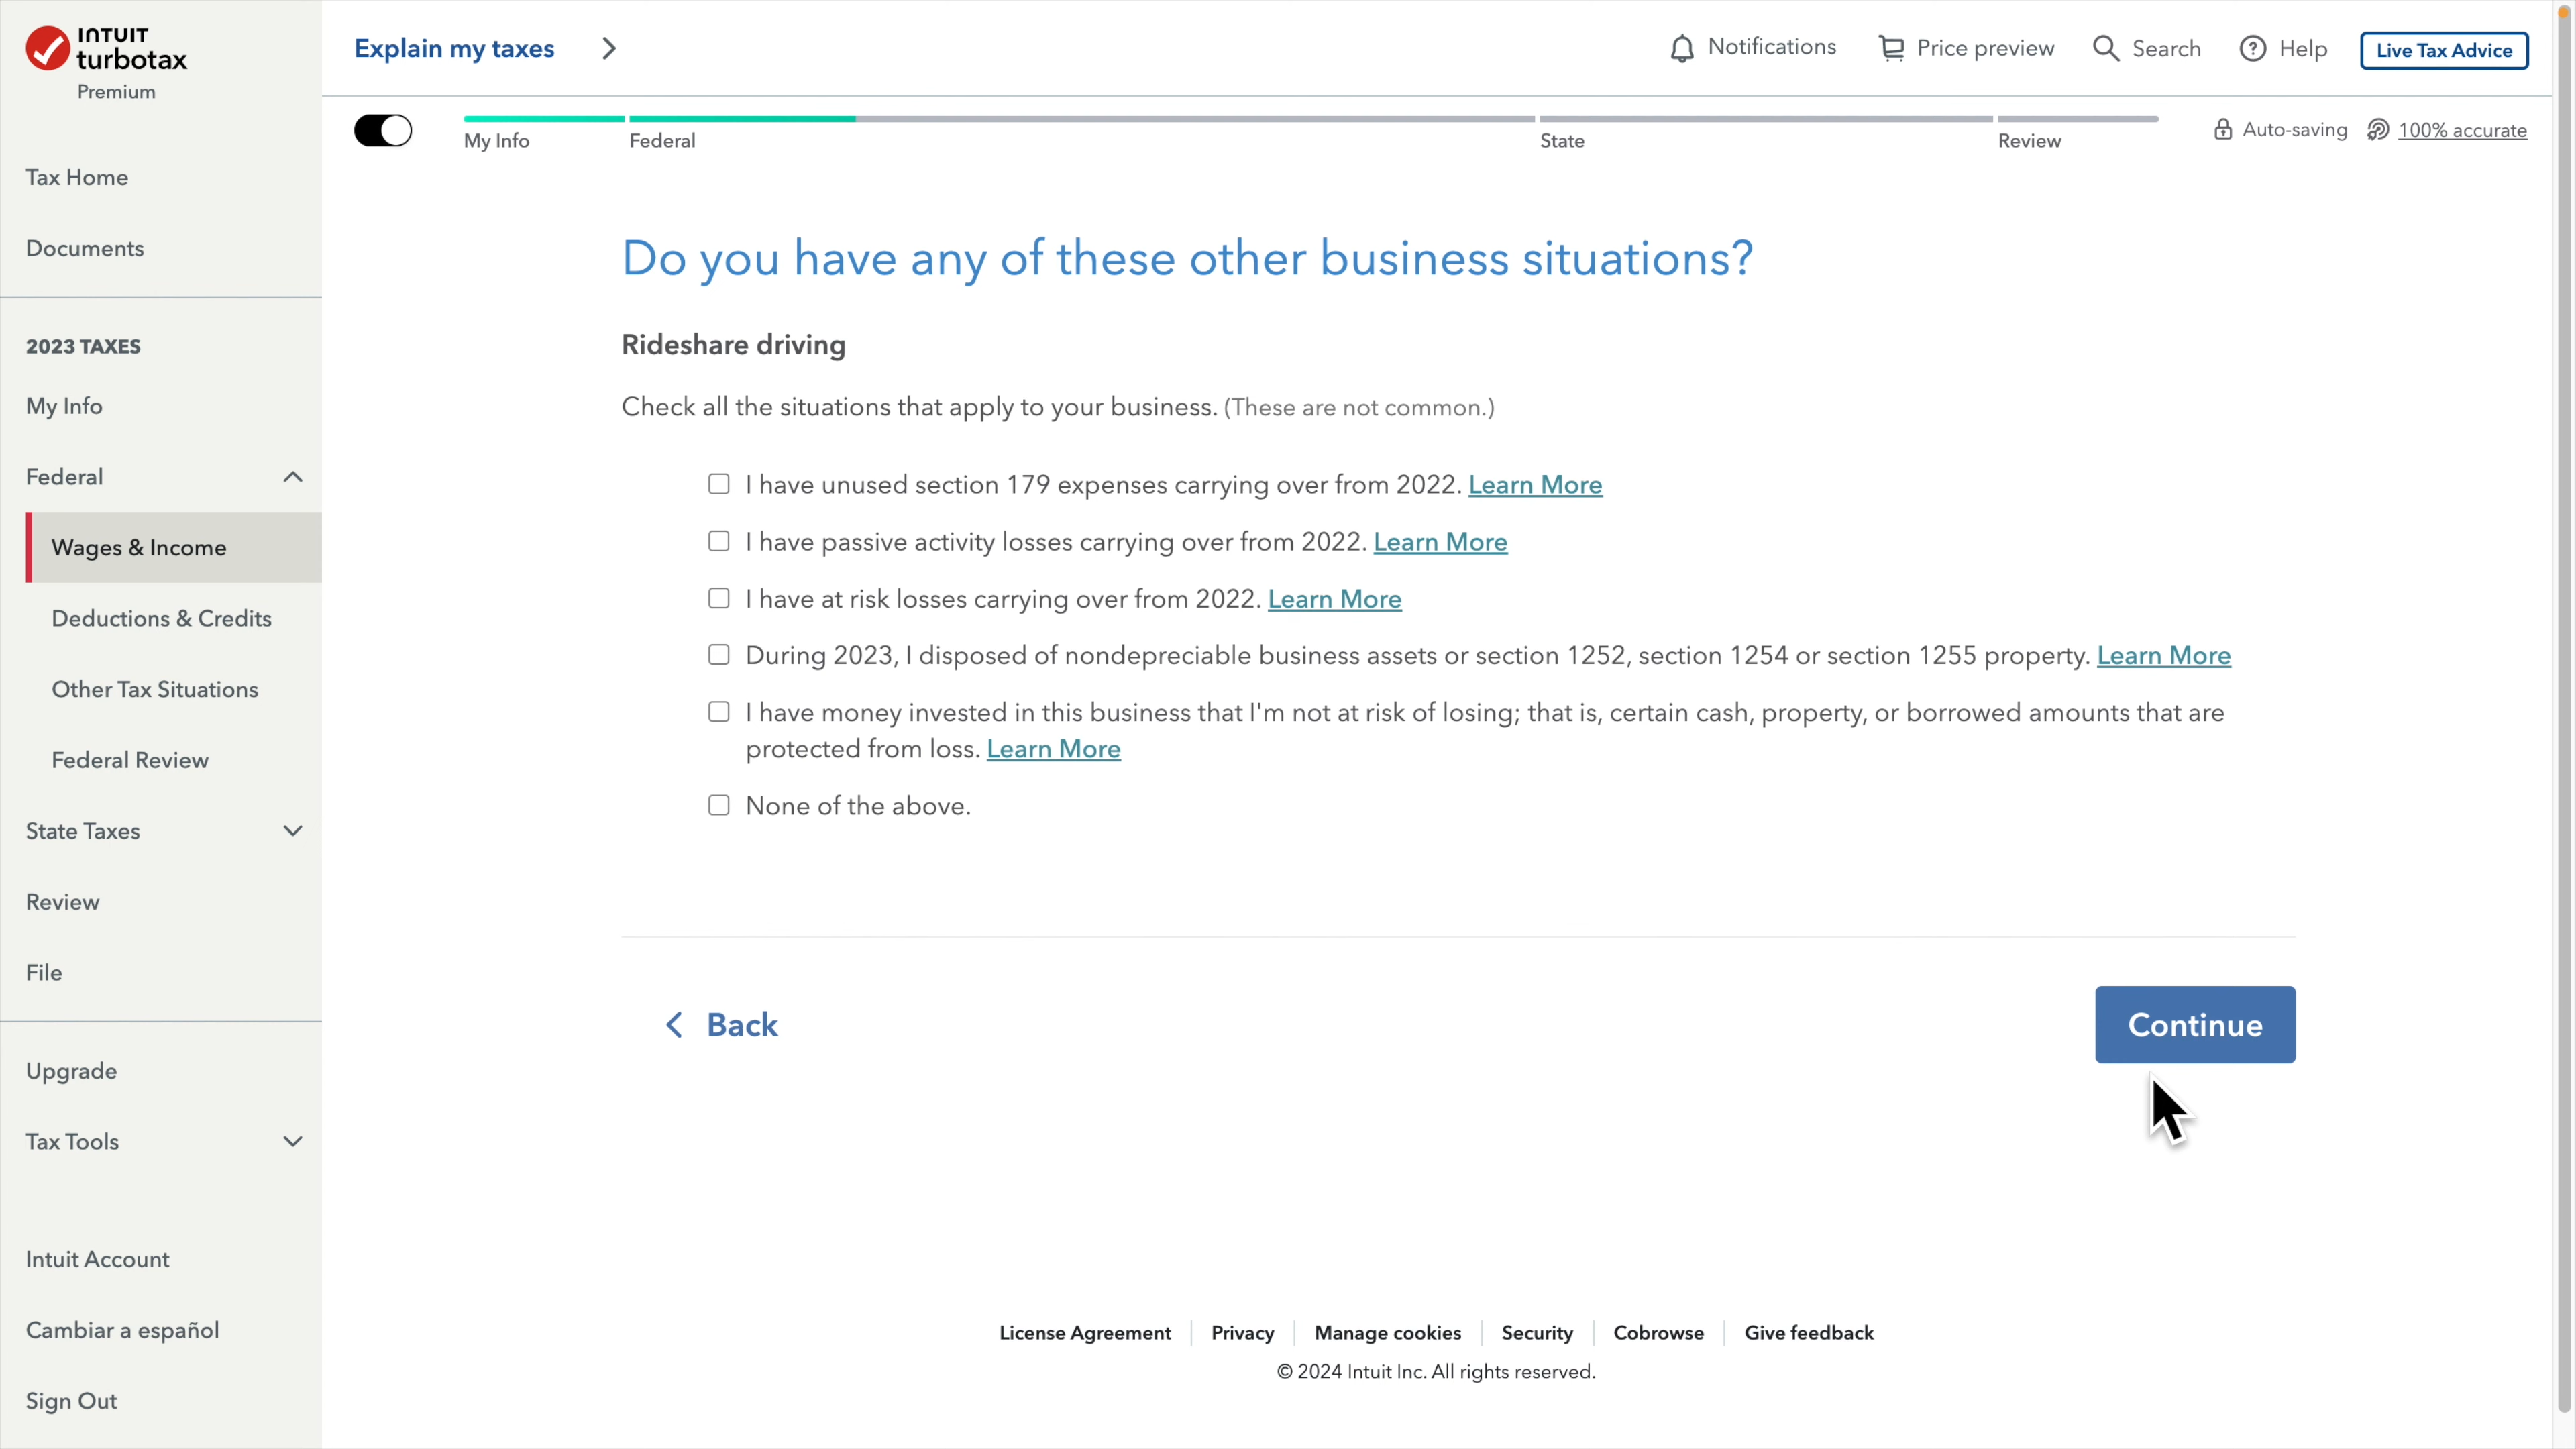 INTUIT
turbotax
Premium
Explain my taxes
Notifications
Price preview
Search
Help
Live Tax Advice
My Info
Federal
State
Review
Auto-saving
100% accurate
Tax Home
Documents
2023 TAXES
My Info
Federal
Wages & Income
Deductions & Credits
Other Tax Situations
Federal Review
State Taxes
Review
File
Upgrade
Tax Tools
Intuit Account
Cambiar a español
Sign Out
Do you have any of these other business situations?
Rideshare driving
Check all the situations that apply to your business. (These are not common.)
I have unused section 179 expenses carrying over from 2022. Learn More
I have passive activity losses carrying over from 2022. Learn More
I have at risk losses carrying over from 2022. Learn More
During 2023, I disposed of nondepreciable business assets or section 1252, section 1254 or section 1255 property. Learn More
I have money invested in this business that I'm not at risk of losing; that is, certain cash, property, or borrowed amounts that are
protected from loss. Learn More
None of the above.
Back
Continue
License Agreement
Privacy
Manage cookies
Security
Cobrowse
Give feedback
© 2024 Intuit Inc. All rights reserved.